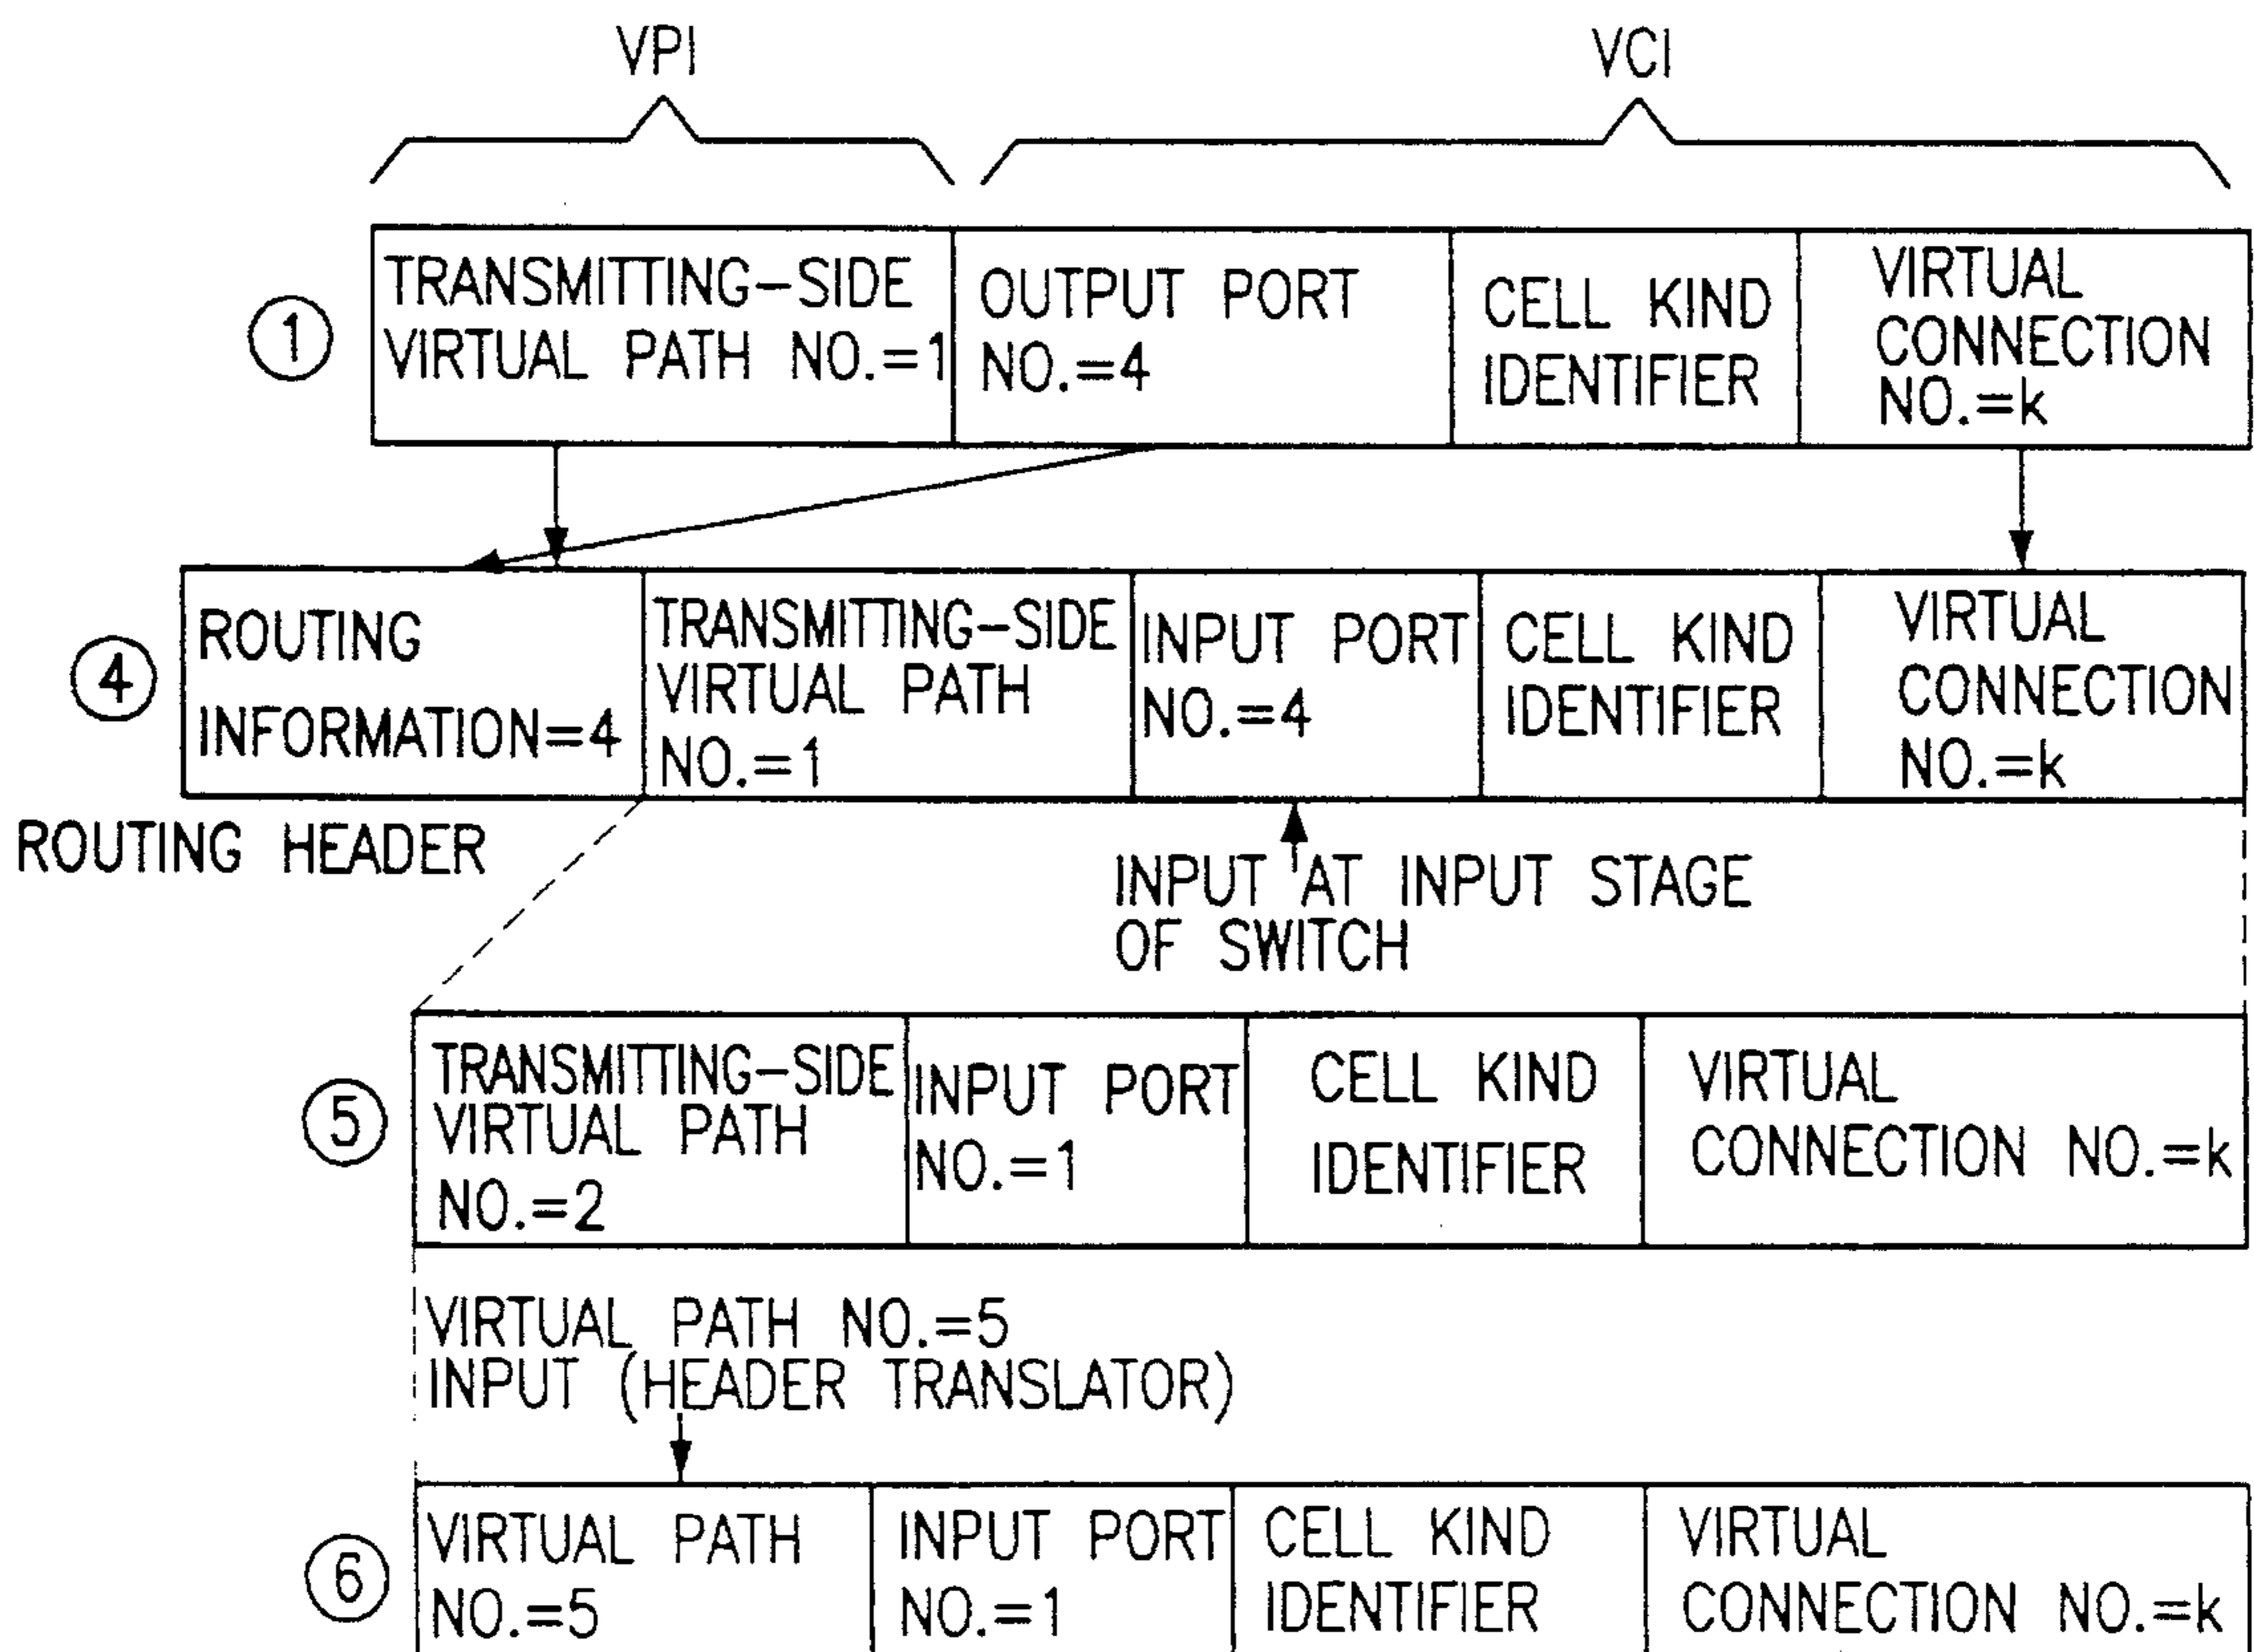 VPI
VCI
①
TRANSMITTING-SIDE
VIRTUAL PATH NO.=1
OUTPUT PORT
NO.=4
CELL KIND
IDENTIFIER
VIRTUAL
CONNECTION
NO.=k
④
ROUTING
INFORMATION=4
TRANSMITTING-SIDE
VIRTUAL PATH
NO.=1
INPUT PORT
NO.=4
CELL KIND
IDENTIFIER
VIRTUAL
CONNECTION
NO.=k
ROUTING HEADER
INPUT AT INPUT STAGE
OF SWITCH
⑤
TRANSMITTING-SIDE
VIRTUAL PATH
NO.=2
INPUT PORT
NO.=1
CELL KIND
IDENTIFIER
VIRTUAL
CONNECTION NO.=k
VIRTUAL PATH NO.=5
INPUT (HEADER TRANSLATOR)
⑥
VIRTUAL PATH
NO.=5
INPUT PORT
NO.=1
CELL KIND
IDENTIFIER
VIRTUAL
CONNECTION NO.=k